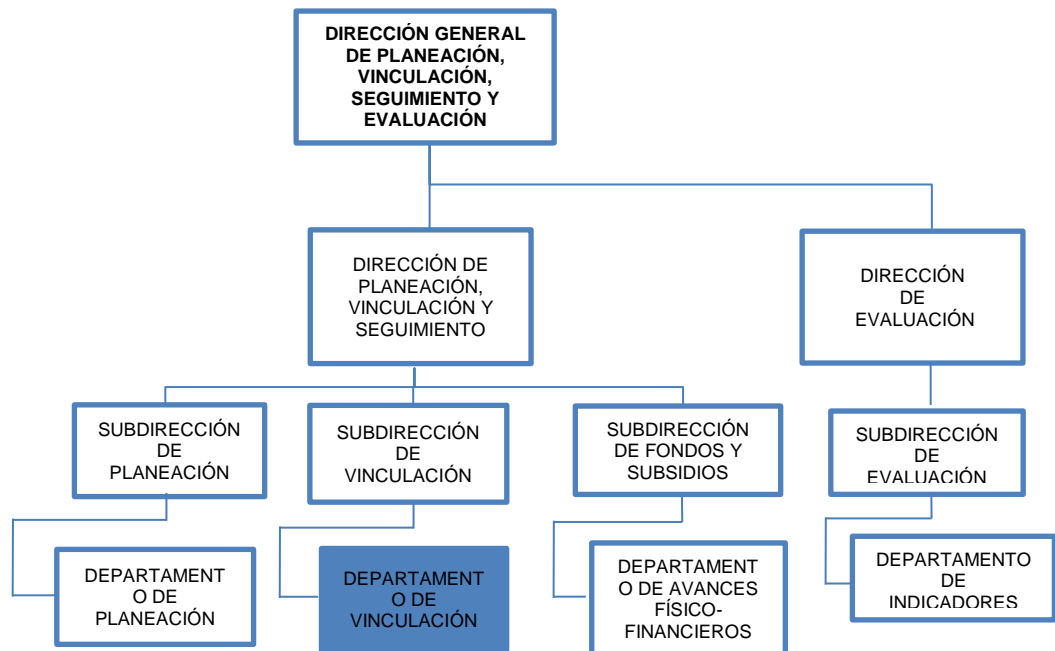 DIRECCIÓN GENERAL
DE PLANEACIÓN,
VINCULACIÓN,
SEGUIMIENTO Y
EVALUACIÓN
DIRECCIÓN DE
PLANEACIÓN,
VINCULACIÓN Y
SEGUIMIENTO
DIRECCIÓN
DE
EVALUACIÓN
SUBDIRECCIÓN
DE
PLANEACIÓN
SUBDIRECCIÓN
DE
VINCULACIÓN
SUBDIRECCIÓN
DE FONDOS Y
SUBSIDIOS
SUBDIRECCIÓN
DE
EVALUACIÓN
DEPARTAMENT
O DE
PLANEACIÓN
DEPARTAMENT
O DE
VINCULACIÓN
DEPARTAMENT
O DE AVANCES
FÍSICO-
FINANCIEROS
DEPARTAMENTO
DE
INDICADORES